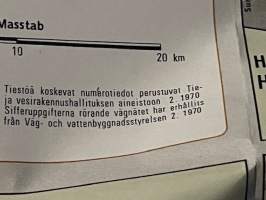 Masstab
10
20 km
Tiestöä koskevat numerotiedot perustuvat Tie-
ja vesirakennushallituksen aineistoon 2. 1970
Sifferuppgifterna rörande vägnätet har erhållits
från Väg- och vattenbyggnadsstyrelsen 2. 1970
H
H